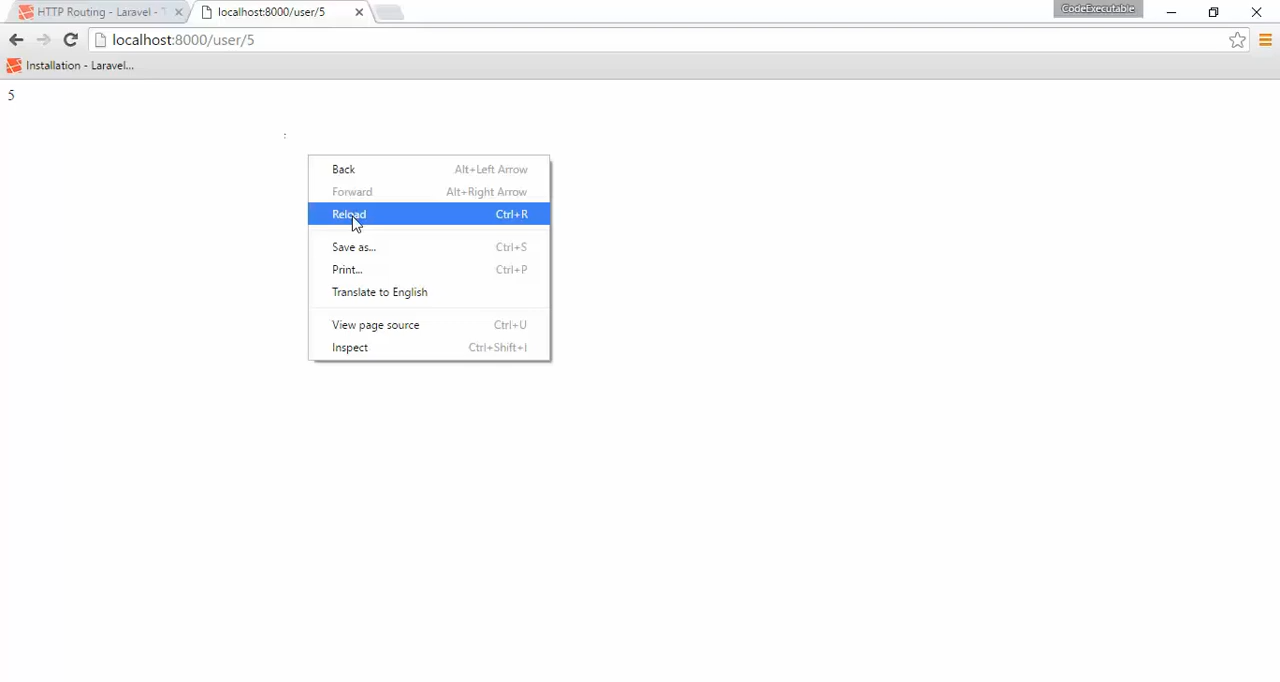 HTTP Routing - Laravel - T
localhost:8000/user/5
CodeExecutable
localhost:8000/user/5
Installation - Laravel...
5
Back Alt+Left Arrow
Forward Alt+Right Arrow
Reload Ctrl+R
Save as... Ctrl+S
Print... Ctrl+P
Translate to English
View page source Ctrl+U
Inspect Ctrl+Shift+I